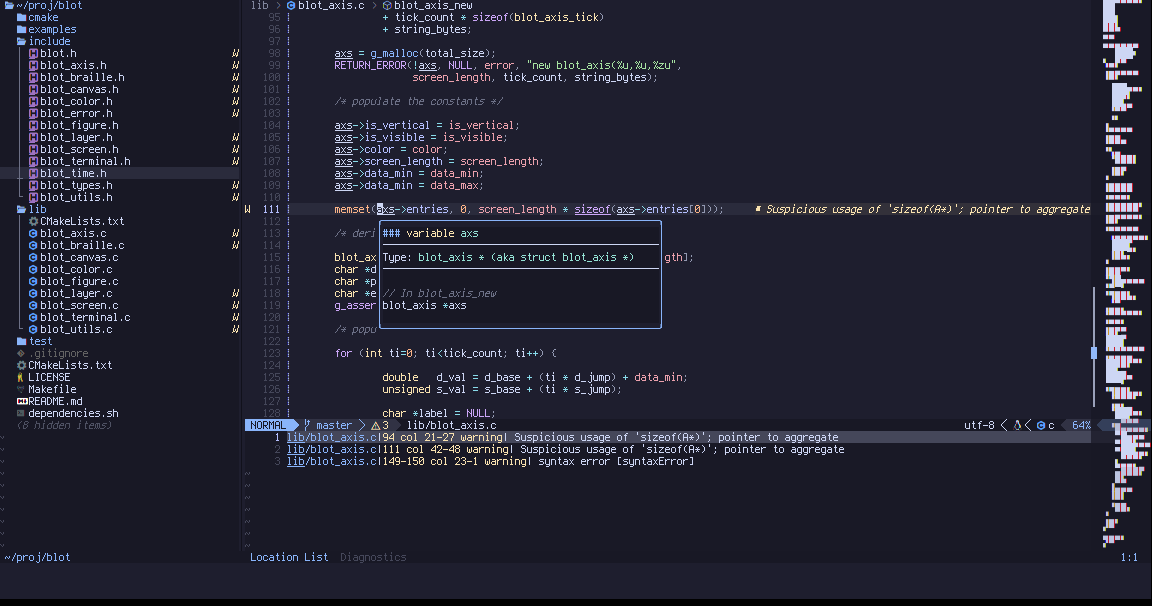 ~/proj/blot
cmake
examples
include
blot.h W
blot_axis.h W
blot_braille.h W
blot_canvas.h W
blot_color.h W
blot_error.h W
blot_figure.h
blot_layer.h W
blot_screen.h W
blot_terminal.h W
blot_time.h
blot_types.h W
blot_utils.h W
lib
CMakeLists.txt
blot_axis.c W
blot_braille.c W
blot_canvas.c
blot_color.c
blot_figure.c
blot_layer.c W
blot_screen.c W
blot_terminal.c W
blot_utils.c W
test
.gitignore
CMakeLists.txt
LICENSE
Makefile
README.md
dependencies.sh
(8 hidden items)
~/proj/blot
lib > blot_axis.c > blot_axis_new
95 + tick_count * sizeof(blot_axis_tick)
96 + string_bytes;
97
98 axs = g_malloc(total_size);
99 RETURN_ERROR(!axs, NULL, error, "new blot_axis(%u,%u,%zu",
100 screen_length, tick_count, string_bytes);
101
102 /* populate the constants */
103
104 axs->is_vertical = is_vertical;
105 axs->is_visible = is_visible;
106 axs->color = color;
107 axs->screen_length = screen_length;
108 axs->data_min = data_min;
109 axs->data_min = data_max;
110
W 111 memset(axs->entries, 0, screen_length * sizeof(axs->entries[0])); Suspicious usage of 'sizeof(A*)'; pointer to aggregate
112
113 /* deri
114
115 blot_ax gth];
116 char *d
117 char *p
118 char *e
119 g_asser
120
121 /* popu
122
123 for (int ti=0; ti<tick_count; ti++) {
124
125 double d_val = d_base + (ti * d_jump) + data_min;
126 unsigned s_val = s_base + (ti * s_jump);
127
128 char *label = NULL;
### variable axs
Type: blot_axis * (aka struct blot_axis *)
// In blot_axis_new
blot_axis *axs
NORMAL master 3 lib/blot_axis.c utf-8 c 64%
1 lib/blot_axis.c|94 col 21-27 warning| Suspicious usage of 'sizeof(A*)'; pointer to aggregate
2 lib/blot_axis.c|111 col 42-48 warning| Suspicious usage of 'sizeof(A*)'; pointer to aggregate
3 lib/blot_axis.c|149-150 col 23-1 warning| syntax error [syntaxError]
Location List Diagnostics 1:1